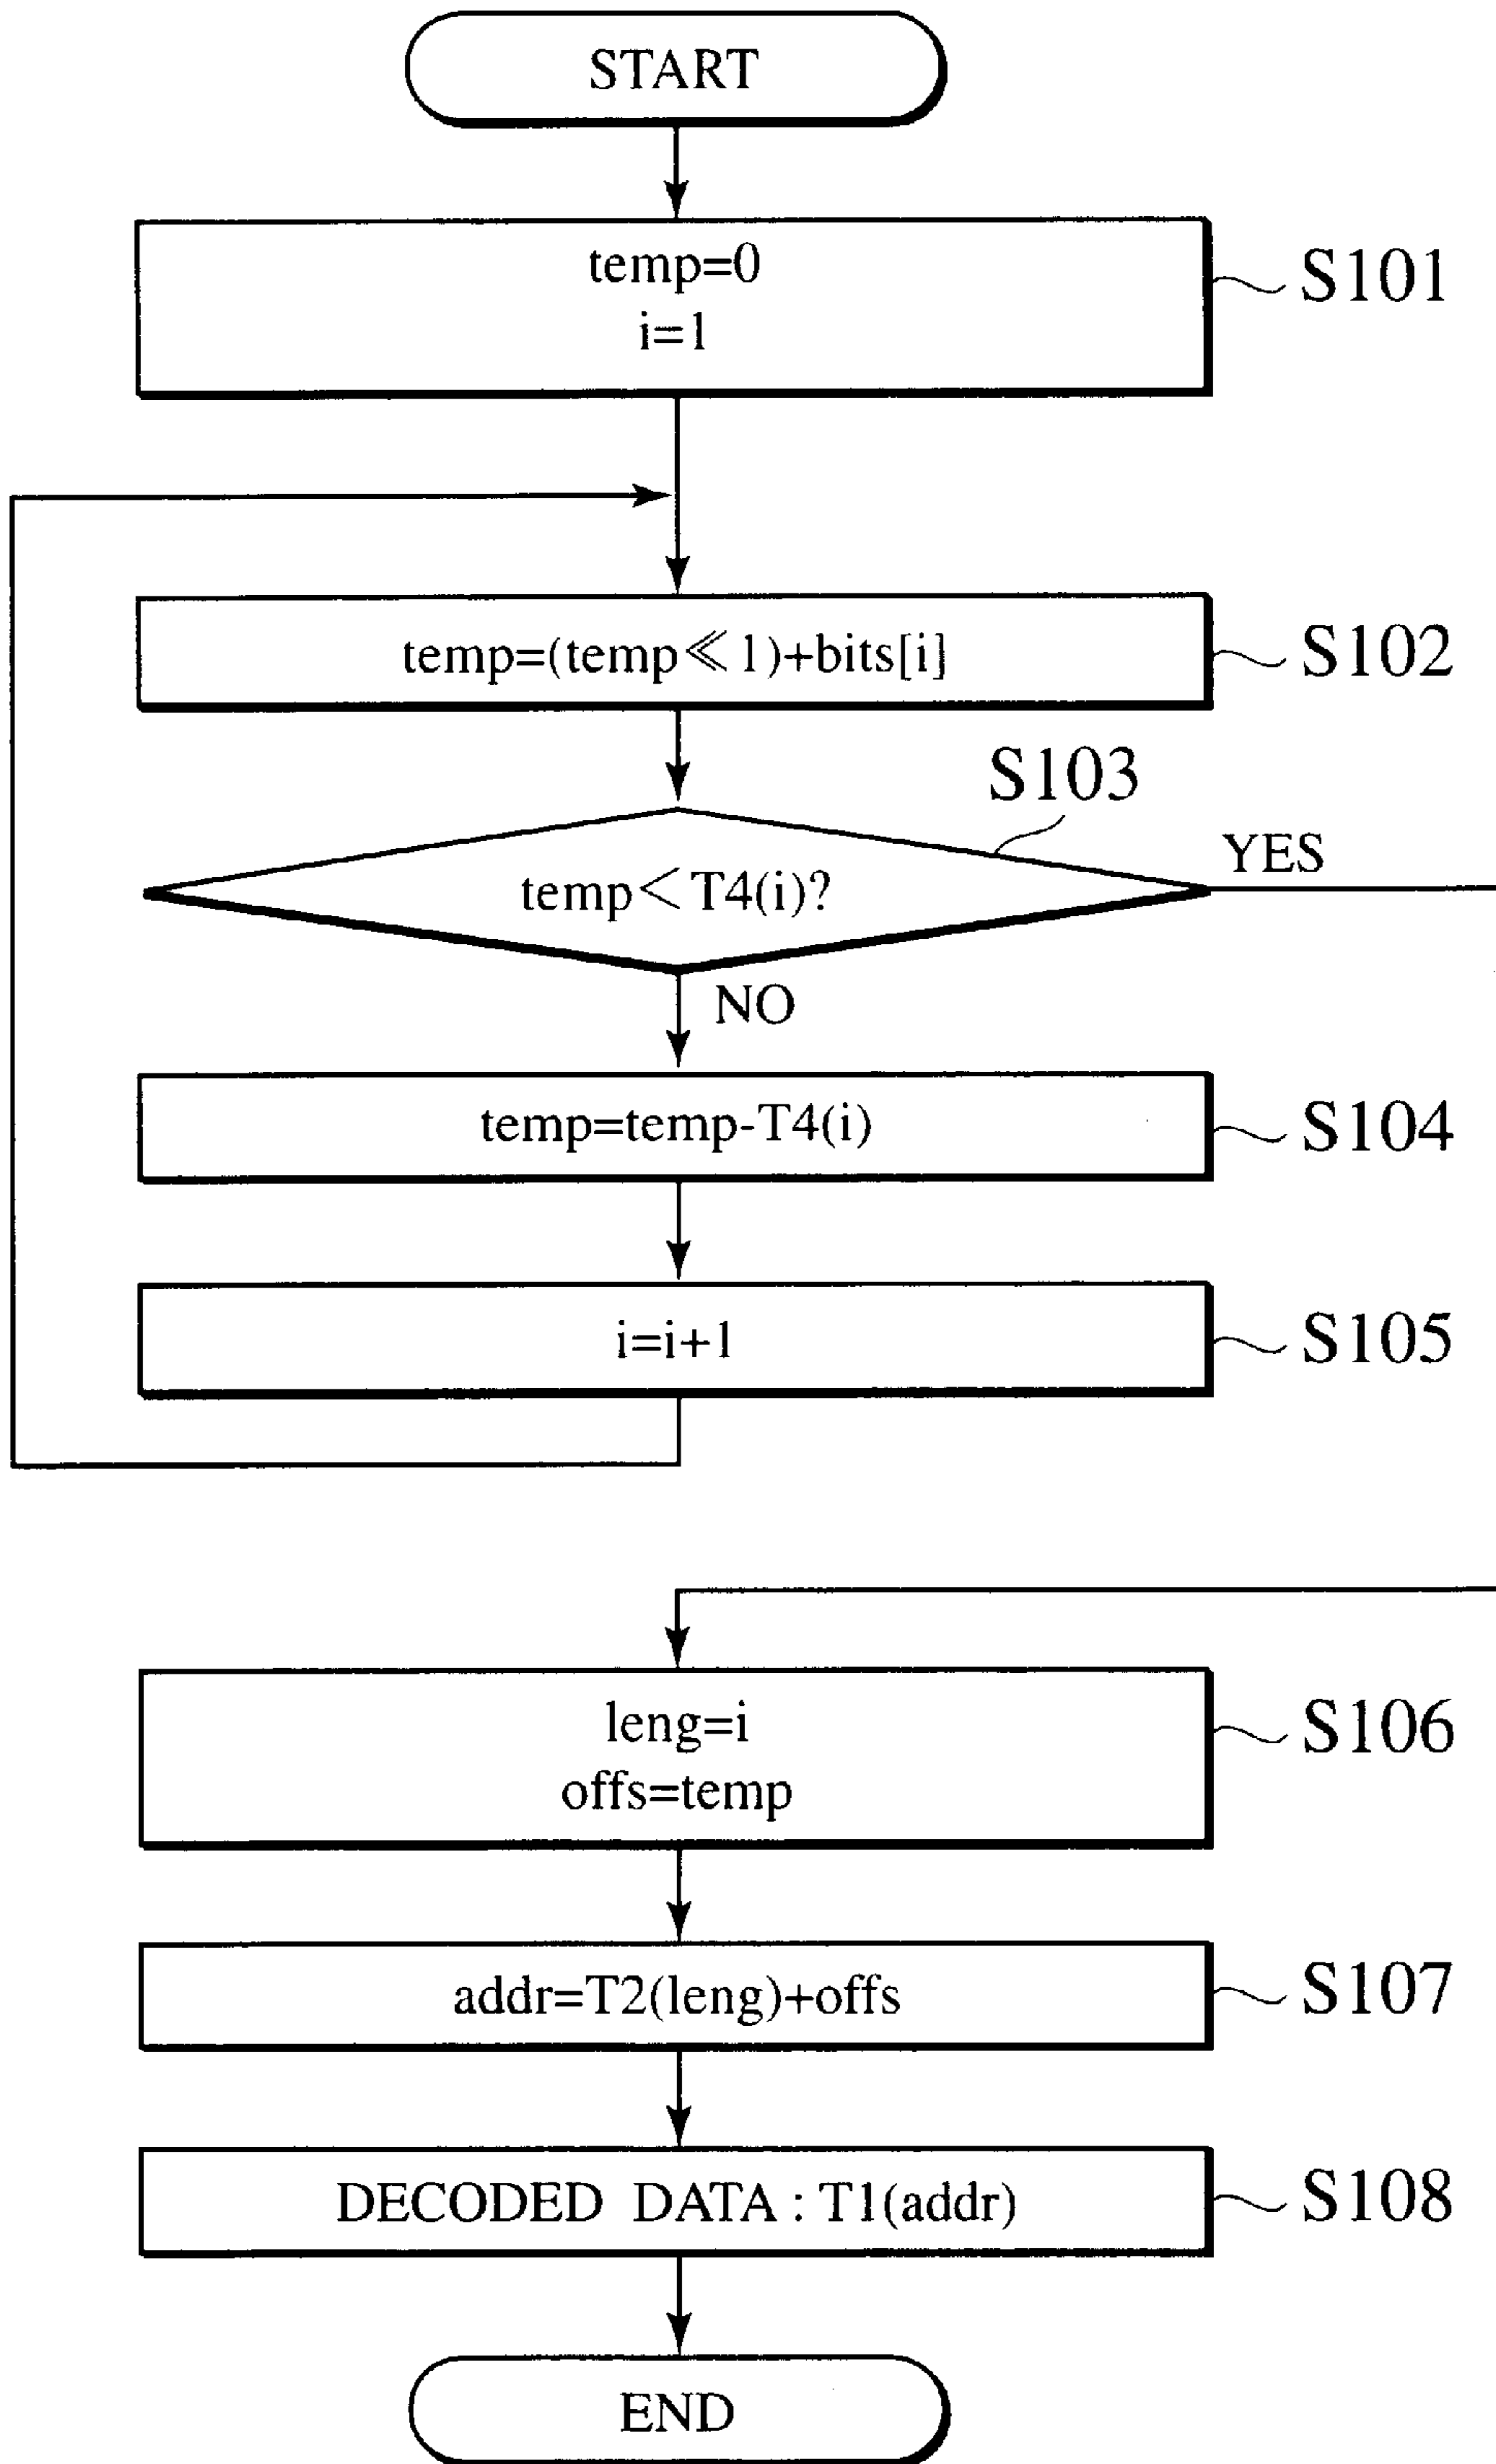 START
temp=0
i=1
S101
temp=(temp≪1)+bits[i]
S102
S103
temp<T4(i)?
YES
NO
temp=temp-T4(i)
S104
i=i+1
S105
leng=i
offs=temp
S106
addr=T2(leng)+offs
S107
DECODED DATA : T1(addr)
S108
END